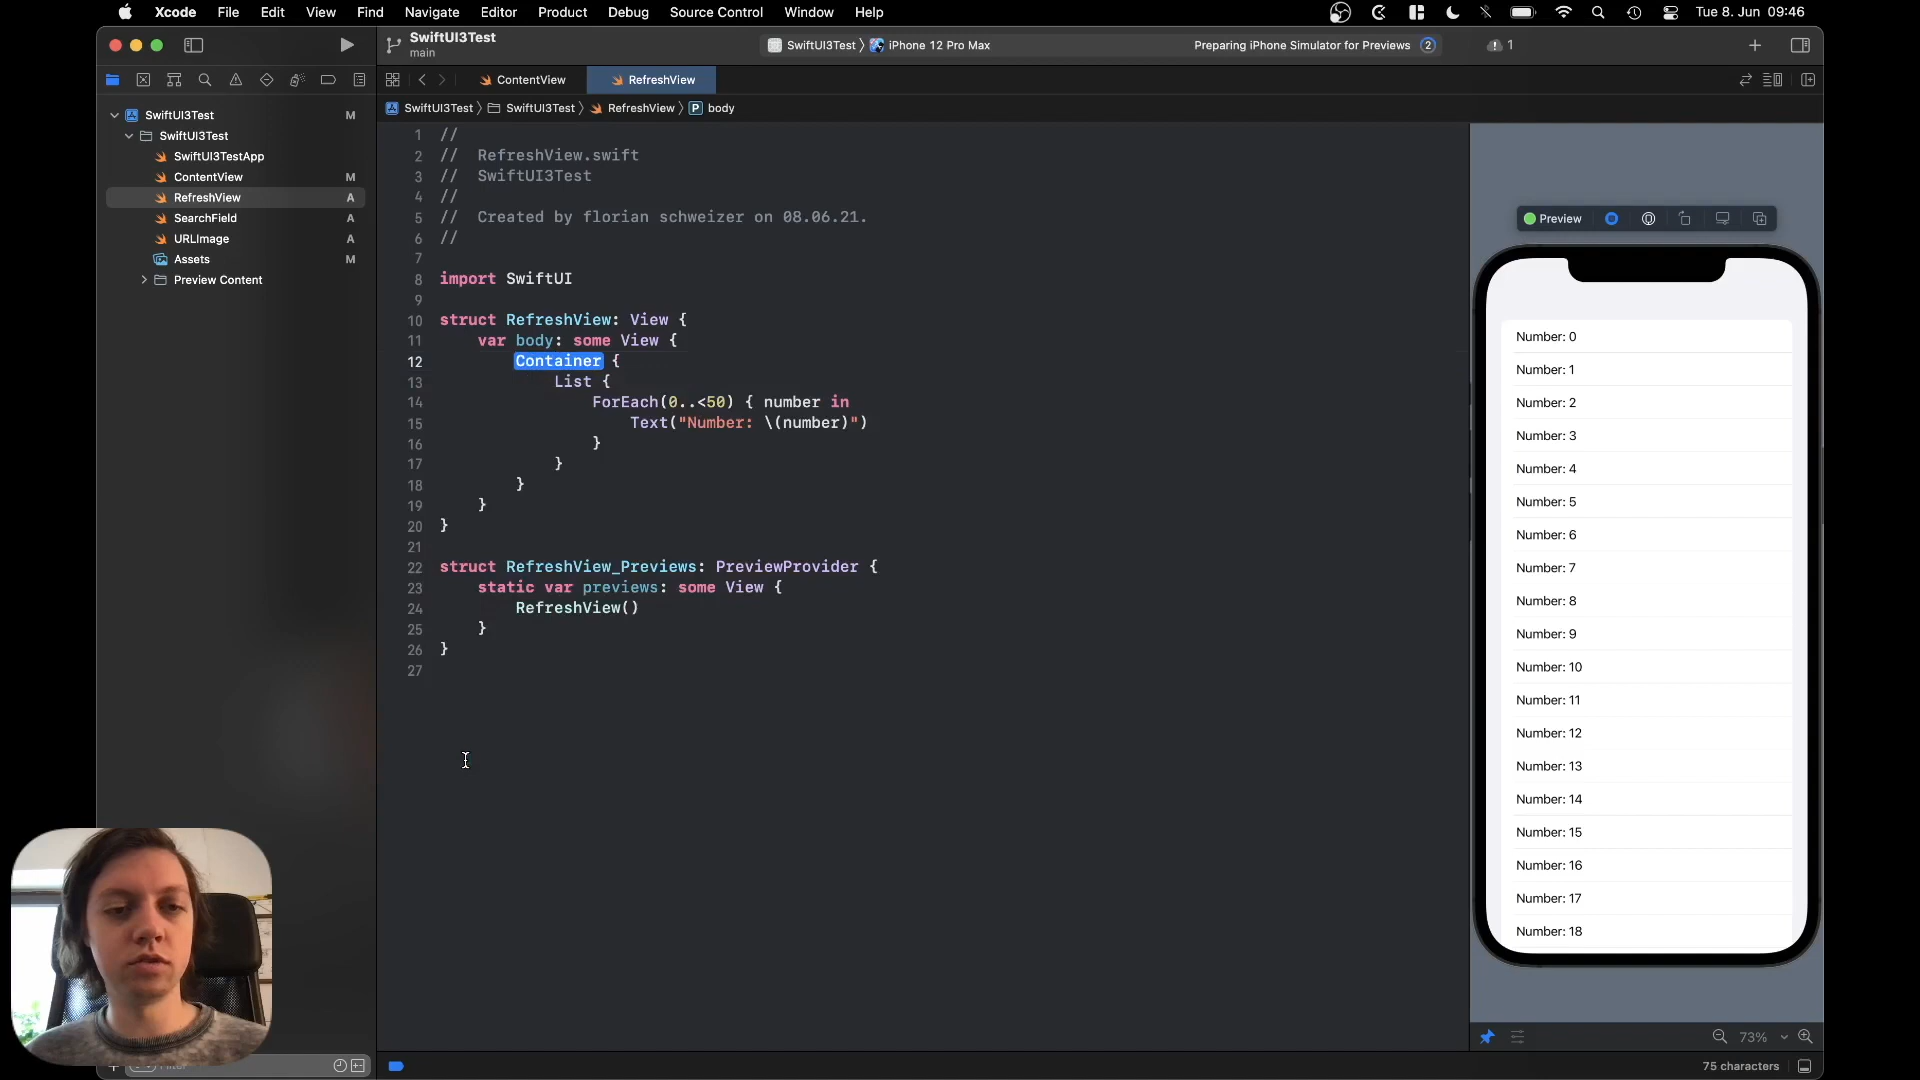 Xcode File Edit View Find Navigate Editor Product Debug Source Control Window Help
Tue 8. Jun 09:46
SwiftUI3Test
main
SwiftUI3Test 〉 iPhone 12 Pro Max
Preparing iPhone Simulator for Previews 2
1
ContentView
RefreshView
SwiftUI3Test 〉 SwiftUI3Test 〉 RefreshView 〉 P body
SwiftUI3Test M
SwiftUI3Test
SwiftUI3TestApp
ContentView M
RefreshView A
SearchField A
URLImage A
Assets M
Preview Content
1 //
2 //  RefreshView.swift
3 //  SwiftUI3Test
4 //
5 //  Created by florian schweizer on 08.06.21.
6 //
7
8 import SwiftUI
9
10 struct RefreshView: View {
11     var body: some View {
12         Container {
13             List {
14                 ForEach(0..<50) { number in
15                     Text("Number: \(number)")
16                 }
17             }
18         }
19     }
20 }
21
22 struct RefreshView_Previews: PreviewProvider {
23     static var previews: some View {
24         RefreshView()
25     }
26 }
27
Preview
Number: 0
Number: 1
Number: 2
Number: 3
Number: 4
Number: 5
Number: 6
Number: 7
Number: 8
Number: 9
Number: 10
Number: 11
Number: 12
Number: 13
Number: 14
Number: 15
Number: 16
Number: 17
Number: 18
73%
75 characters